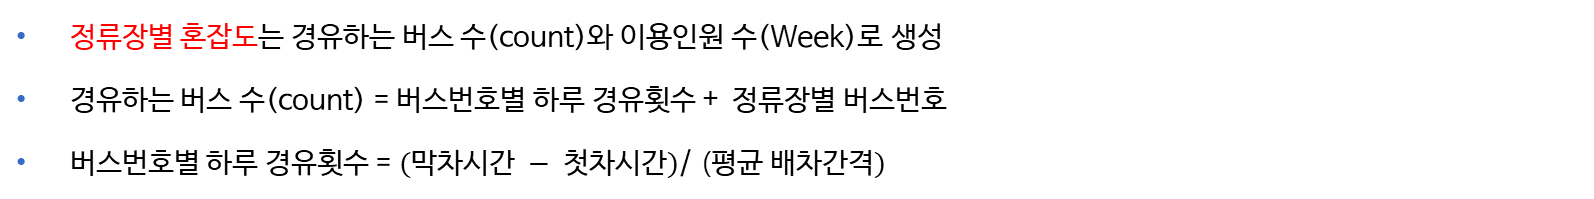 • 정류장별 혼잡도는 경유하는 버스 수(count)와 이용인원 수(Week)로 생성
• 경유하는 버스 수(count) = 버스번호별 하루 경유횟수 + 정류장별 버스번호
• 버스번호별 하루 경유횟수 = (막차시간 − 첫차시간)/ (평균 배차간격)